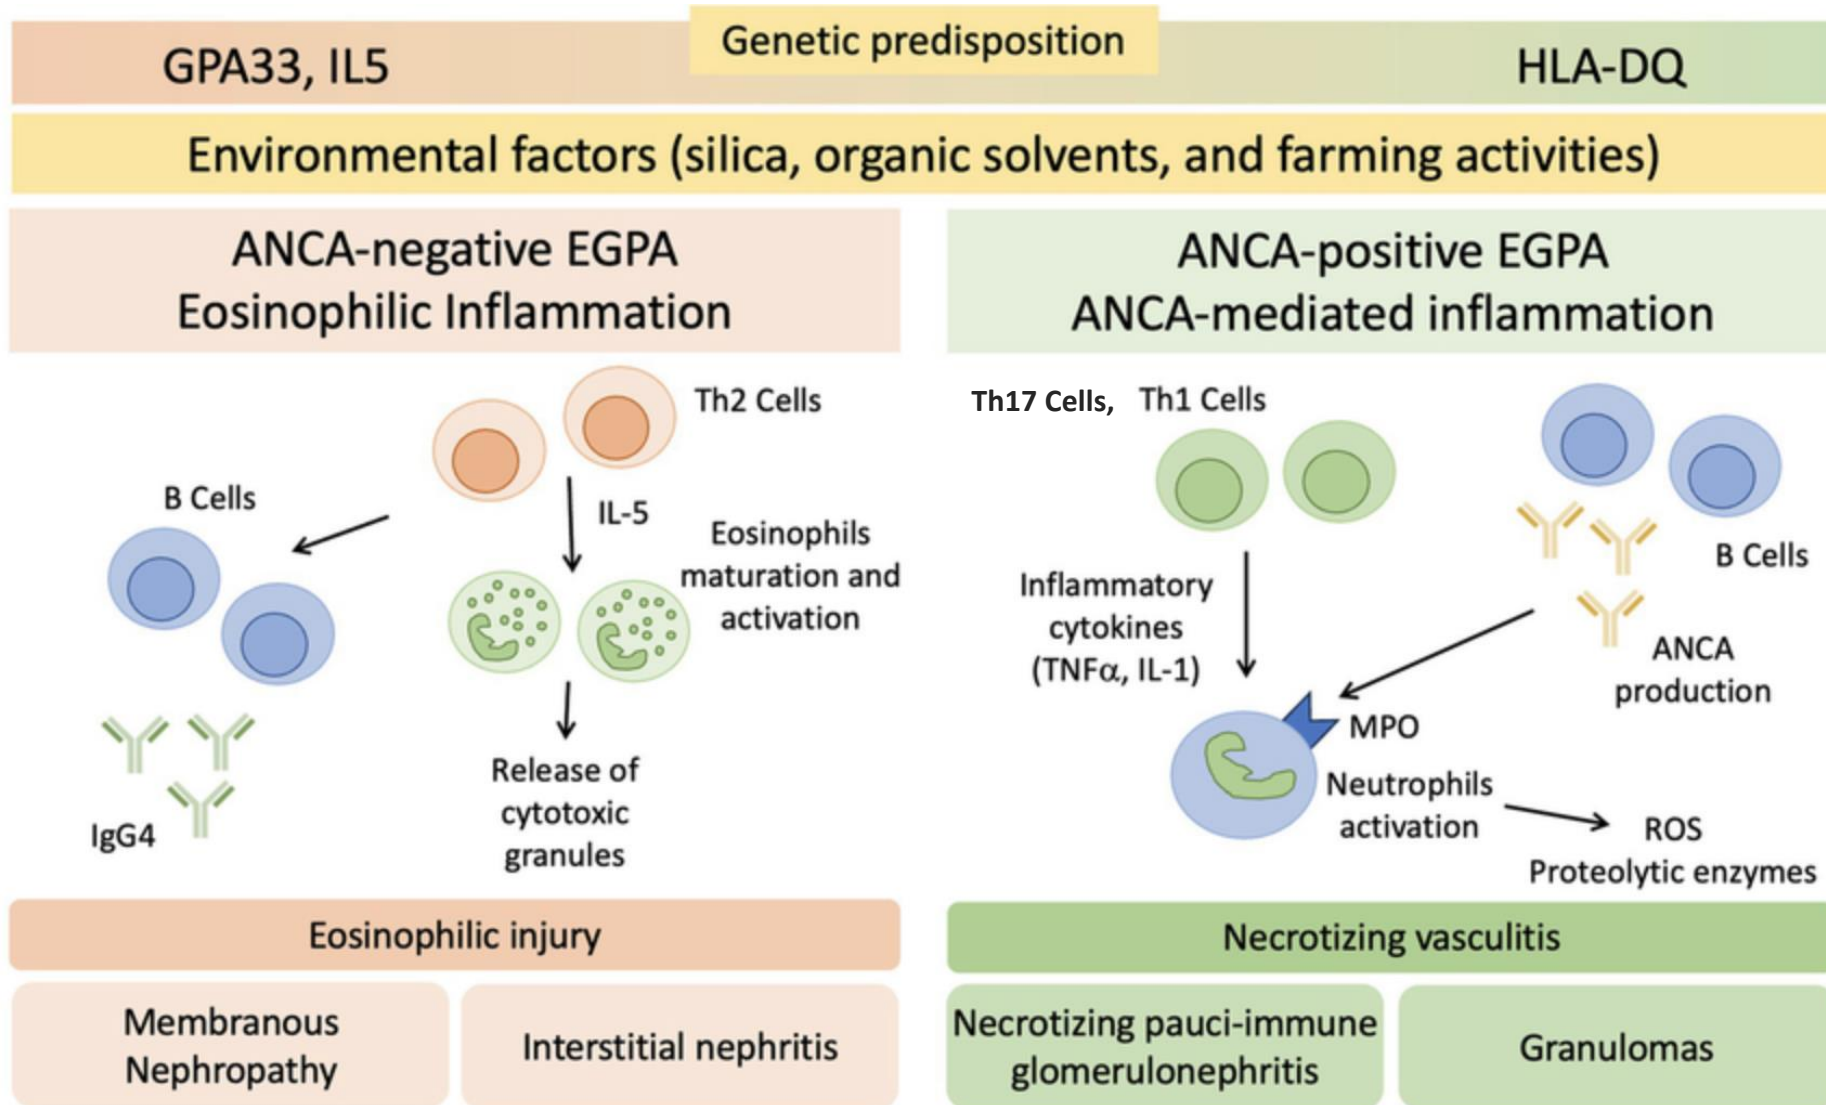 Genetic predisposition
GPA33, IL5
HLA-DQ
Environmental factors (silica, organic solvents, and farming activities)
ANCA-negative EGPA
Eosinophilic Inflammation
Th2 Cells
B Cells
IL-5
Eosinophils
maturation and
activation
Release of
cytotoxic
granules
IgG4
Eosinophilic injury
Membranous
Nephropathy
Interstitial nephritis
ANCA-positive EGPA
ANCA-mediated inflammation
Th17 Cells, Th1 Cells
B Cells
Inflammatory
cytokines
(TNFα, IL-1)
ANCA
production
MPO
Neutrophils
activation
ROS
Proteolytic enzymes
Necrotizing vasculitis
Necrotizing pauci-immune
glomerulonephritis
Granulomas